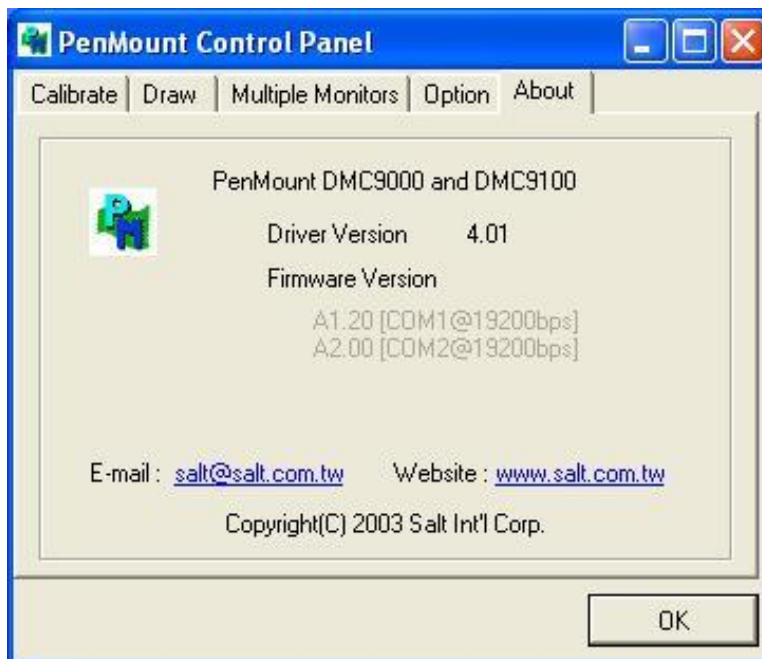 PenMount Control Panel
Calibrate Draw Multiple Monitors Option About
PM
PenMount DMC9000 and DMC9100
Driver Version 4.01
Firmware Version
A1.20 [COM1@19200bps]
A2.00 [COM2@19200bps]
E-mail : salt@salt.com.tw Website : www.salt.com.tw
Copyright(C) 2003 Salt Int'l Corp.
OK